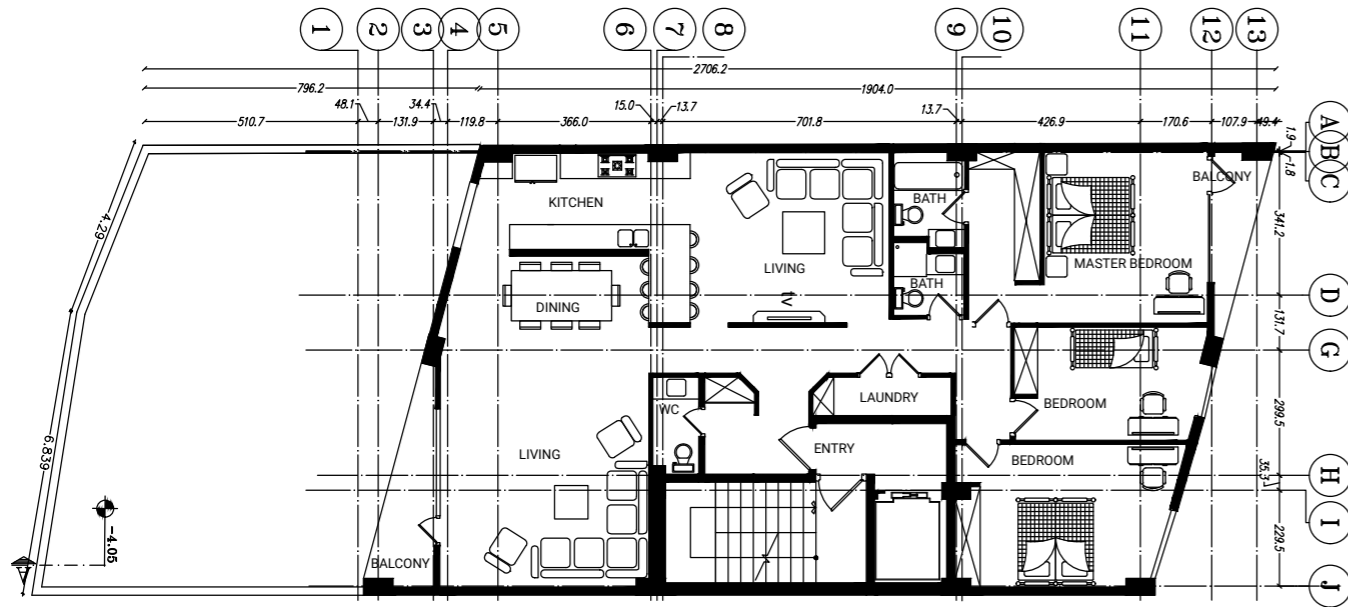 1 2 3 4 5 6 7 8 9 10 11 12 13
2706.2
796.2 1904.0
48.1 34.4 15.0 13.7 13.7
510.7 131.9 119.8 366.0 701.8 426.9 170.6 107.9 49.4
A
B
C
1.9
1.8
BALCONY
BATH
KITCHEN
4.29
341.2
LIVING
MASTER BEDROOM
BATH
tv
DINING
D
131.7
G
LAUNDRY
WC
BEDROOM
299.5
6.839
LIVING
ENTRY
BEDROOM
35.3
H
-4.05
I
229.5
BALCONY
A
J